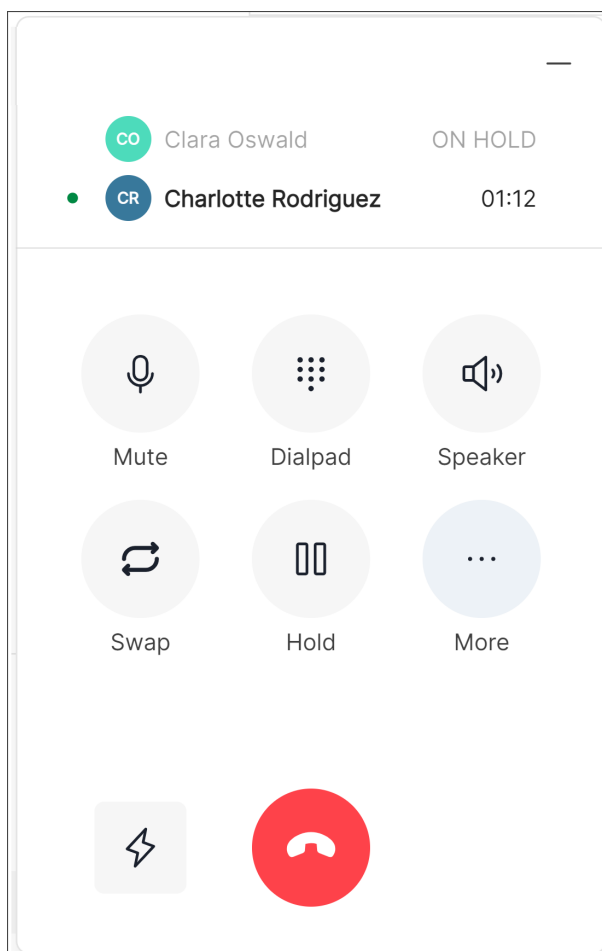 CO Clara Oswald ON HOLD
CR Charlotte Rodriguez 01:12
Mute Dialpad Speaker
Swap Hold More